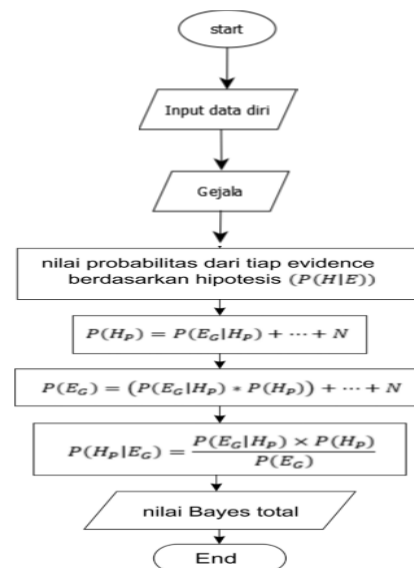 start
Input data diri
Gejala
nilai probabilitas dari tiap evidence
berdasarkan hipotesis (P(H|E))
P(H_P) = P(E_G|H_P) + ⋯ + N
P(E_G) = (P(E_G|H_P) * P(H_P)) + ⋯ + N
P(H_P|E_G) = P(E_G|H_P) × P(H_P) / P(E_G)
nilai Bayes total
End